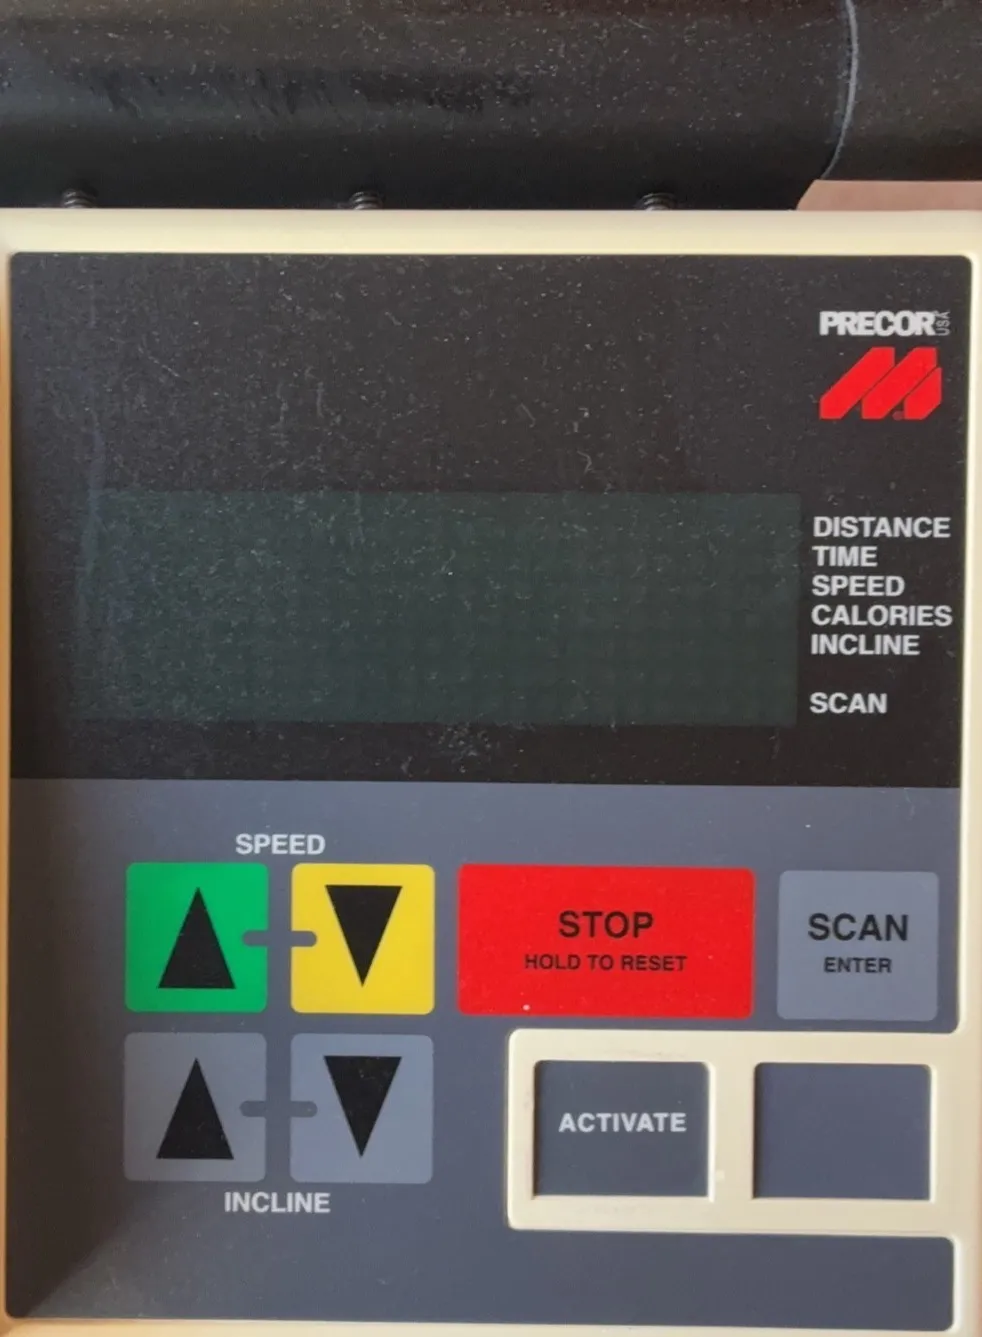 PRECOR USA
DISTANCE
TIME
SPEED
CALORIES
INCLINE
SCAN
SPEED
STOP
HOLD TO RESET
SCAN
ENTER
ACTIVATE
INCLINE